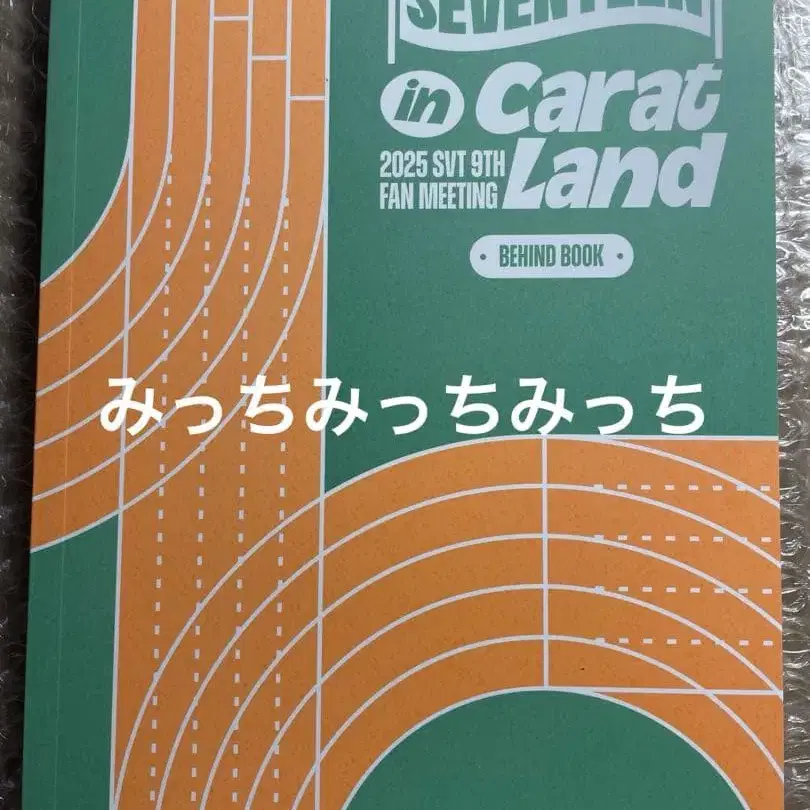 SEVENTEEN
in Carat
2025 SVT 9TH
FAN MEETING
Land
• BEHIND BOOK •
みっちみっちみっち